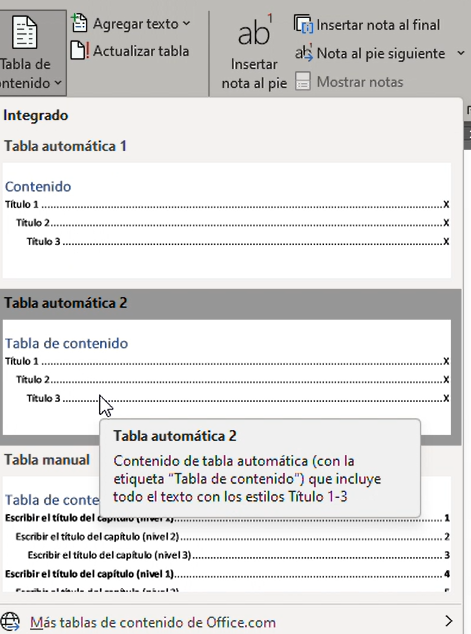 Tabla de
ntenido
Agregar texto
Actualizar tabla
ab
1
Insertar
nota al pie
Insertar nota al final
Nota al pie siguiente
Mostrar notas
Integrado
Tabla automática 1
Contenido
Título 1 ........ X
Título 2 ........ X
Título 3 ........ X
Tabla automática 2
Tabla de contenido
Título 1 ........ X
Título 2 ........ X
Título 3 ........ X
Tabla automática 2
Contenido de tabla automática (con la
etiqueta “Tabla de contenido”) que incluye
todo el texto con los estilos Título 1-3
Tabla manual
Tabla de conte
Escribir el título del capítulo (nivel 1) ........ 1
Escribir el título del capítulo (nivel 2) ........ 2
Escribir el título del capítulo (nivel 3) ........ 3
Escribir el título del capítulo (nivel 1) ........ 4
Más tablas de contenido de Office.com